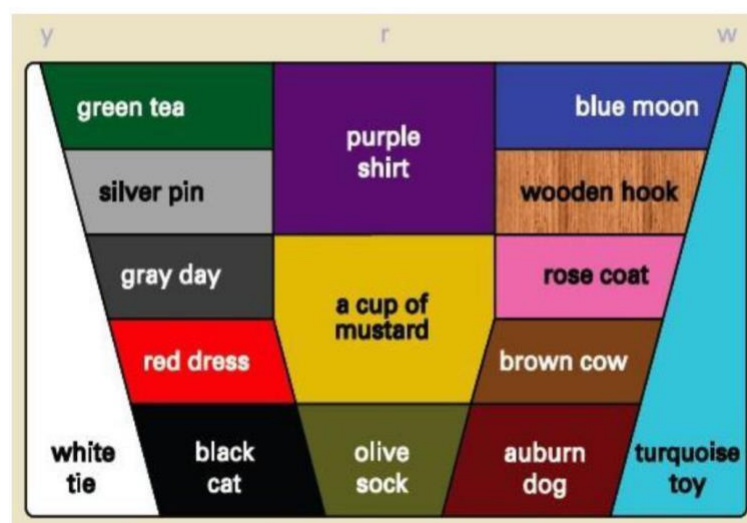 y r w
green tea
purple
shirt
blue moon
silver pin
wooden hook
gray day
a cup of
mustard
rose coat
red dress
brown cow
white
tie
black
cat
olive
sock
auburn
dog
turquoise
toy